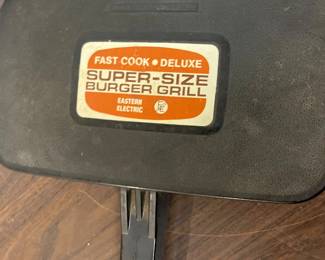 FAST COOK • DELUXE
SUPER-SIZE
BURGER GRILL
EASTERN
ELECTRIC